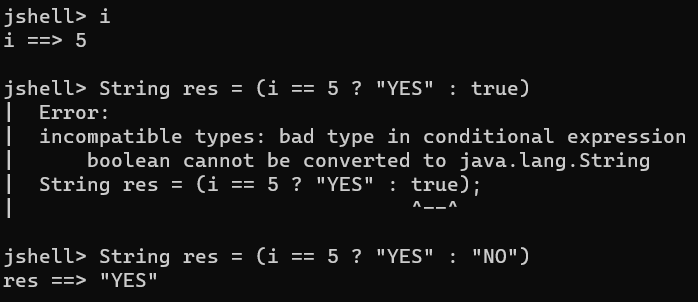 jshell> i
i ==> 5
jshell> String res = (i == 5 ? "YES" : true)
|  Error:
|  incompatible types: bad type in conditional expression
|      boolean cannot be converted to java.lang.String
|  String res = (i == 5 ? "YES" : true);
|                                 ^--^
jshell> String res = (i == 5 ? "YES" : "NO")
res ==> "YES"